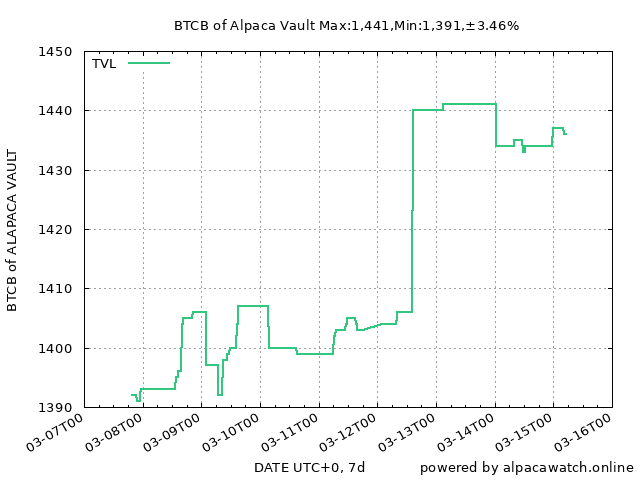 BTCB of Alpaca Vault Max:1,441,Min:1,391,±3.46%
TVL
BTCB of ALAPACA VAULT
1450
1440
1430
1420
1410
1400
1390
03-07T00
03-08T00
03-09T00
03-10T00
03-11T00
03-12T00
03-13T00
03-14T00
03-15T00
03-16T00
DATE UTC+0, 7d
powered by alpacawatch.online